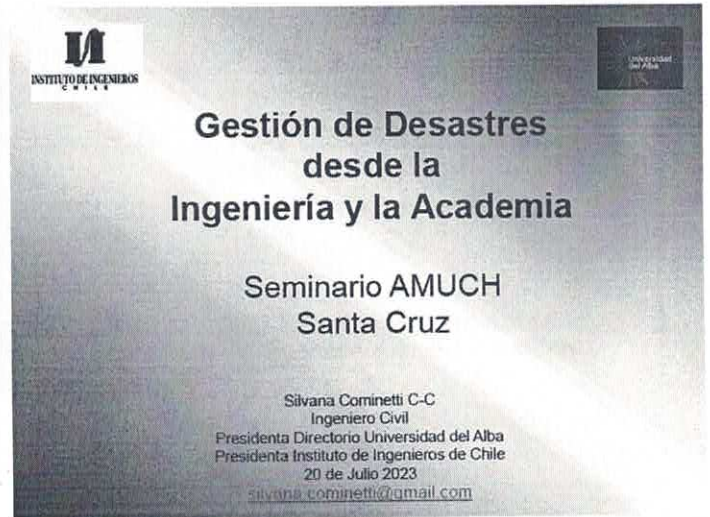 INSTITUTO DE INGENIEROS
CHILE
Universidad
del Alba
Gestión de Desastres
desde la
Ingeniería y la Academia
Seminario AMUCH
Santa Cruz
Silvana Cominetti C-C
Ingeniero Civil
Presidenta Directorio Universidad del Alba
Presidenta Instituto de Ingenieros de Chile
20 de Julio 2023
silvana.cominetti@gmail.com